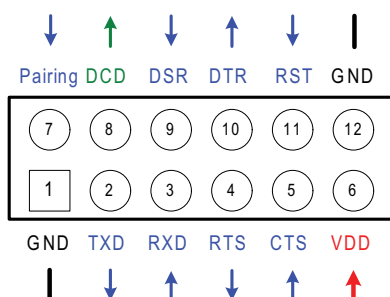 Pairing DCD DSR DTR RST GND
7 8 9 10 11 12
1 2 3 4 5 6
GND TXD RXD RTS CTS VDD